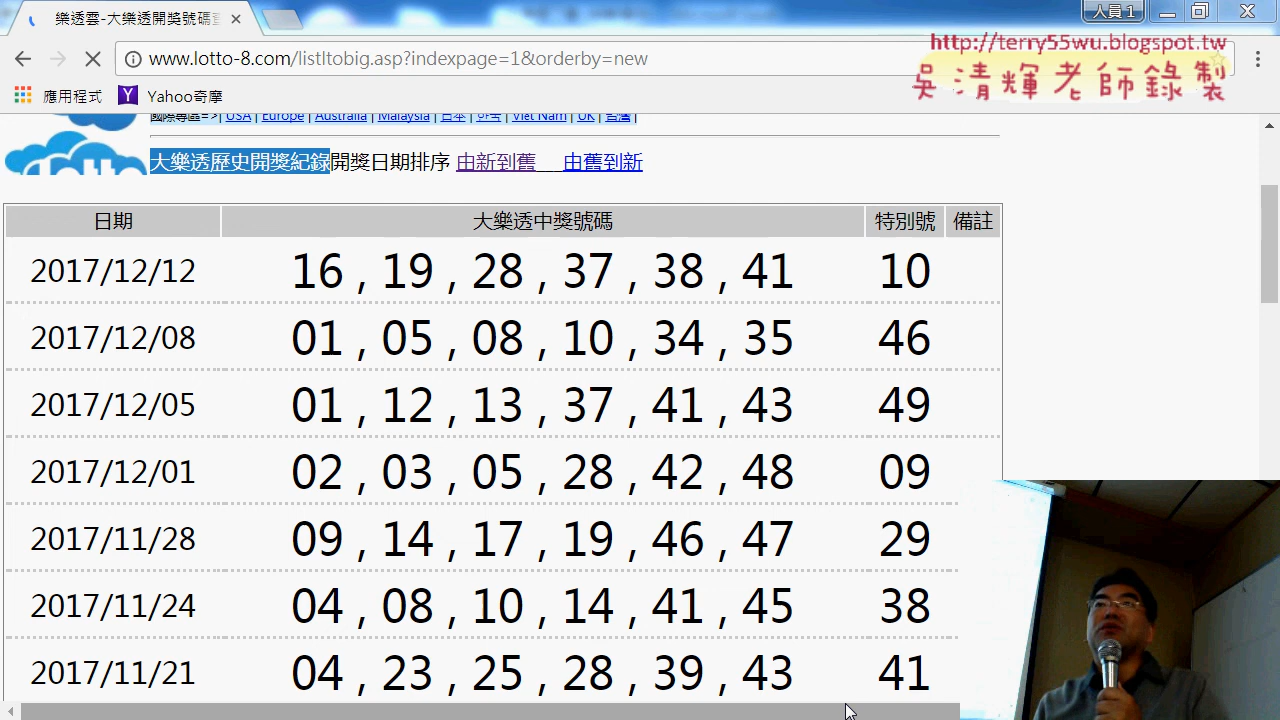 樂透雲-大樂透開獎號碼
人員 1
www.lotto-8.com/listltobig.asp?indexpage=1&orderby=new
http://terry55wu.blogspot.tw
吳清輝老師錄製
應用程式 Yahoo奇摩
國際專區=>| USA | Europe | Australia | Malaysia | 日本 | 한국 | Viet Nam | UK | 台灣 |
大樂透歷史開獎紀錄開獎日期排序 由新到舊 由舊到新
日期 大樂透中獎號碼 特別號 備註
2017/12/12 16 , 19 , 28 , 37 , 38 , 41 10
2017/12/08 01 , 05 , 08 , 10 , 34 , 35 46
2017/12/05 01 , 12 , 13 , 37 , 41 , 43 49
2017/12/01 02 , 03 , 05 , 28 , 42 , 48 09
2017/11/28 09 , 14 , 17 , 19 , 46 , 47 29
2017/11/24 04 , 08 , 10 , 14 , 41 , 45 38
2017/11/21 04 , 23 , 25 , 28 , 39 , 43 41